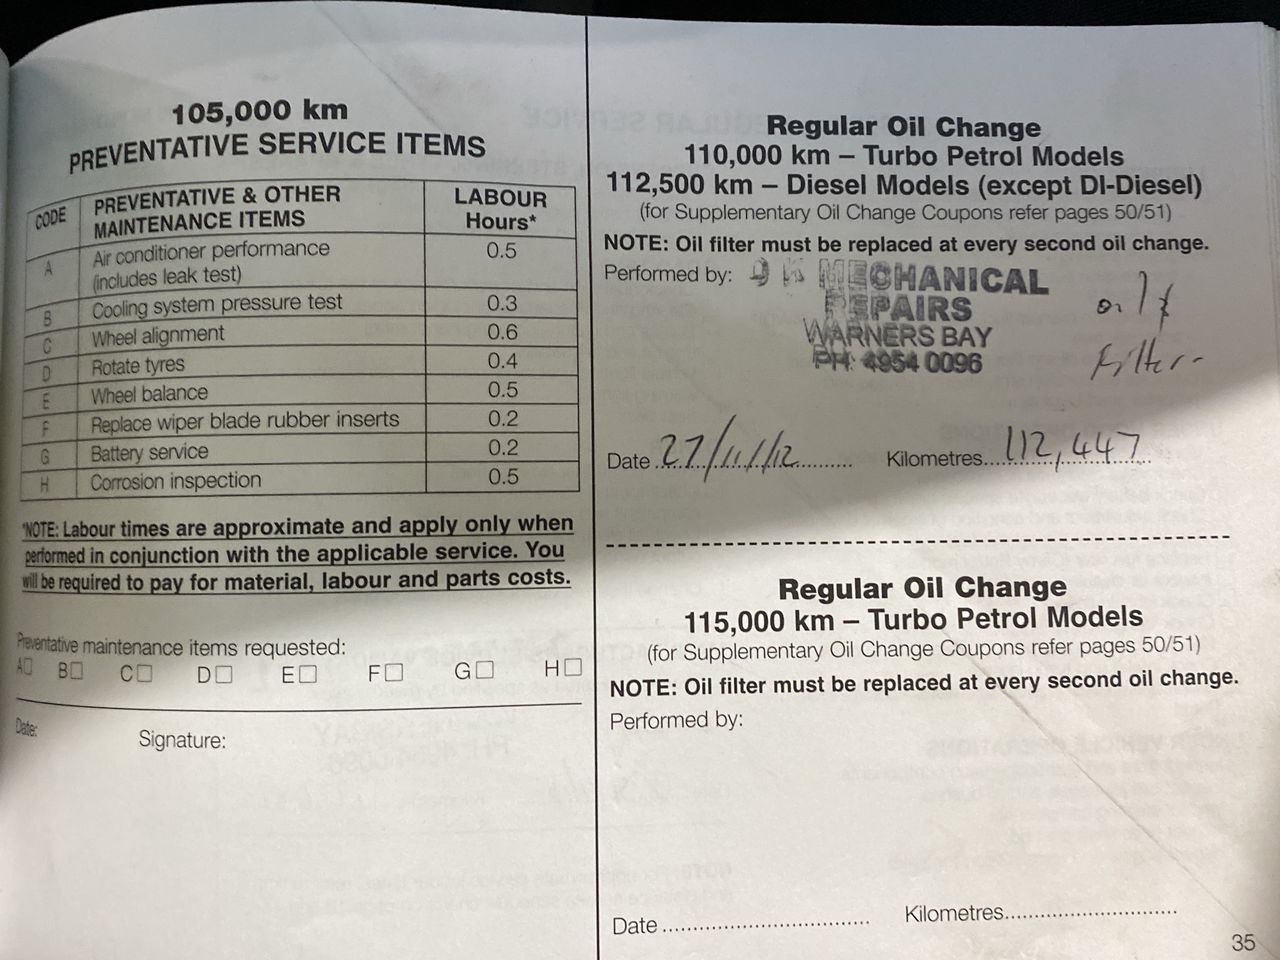 105,000 km
PREVENTATIVE SERVICE ITEMS
CODE PREVENTATIVE & OTHER MAINTENANCE ITEMS LABOUR Hours*
A Air conditioner performance (includes leak test) 0.5
B Cooling system pressure test 0.3
C Wheel alignment 0.6
D Rotate tyres 0.4
E Wheel balance 0.5
F Replace wiper blade rubber inserts 0.2
G Battery service 0.2
H Corrosion inspection 0.5
*NOTE: Labour times are approximate and apply only when
performed in conjunction with the applicable service. You
will be required to pay for material, labour and parts costs.
Preventative maintenance items requested:
A☐ B☐ C☐ D☐ E☐ F☐ G☐ H☐
Date: Signature:
Regular Oil Change
110,000 km – Turbo Petrol Models
112,500 km – Diesel Models (except DI-Diesel)
(for Supplementary Oil Change Coupons refer pages 50/51)
NOTE: Oil filter must be replaced at every second oil change.
Performed by: MECHANICAL
REPAIRS
WARNERS BAY
PH: 4954 0096
oil &
filter
Date 27/11/12 Kilometres 112,447
Regular Oil Change
115,000 km – Turbo Petrol Models
(for Supplementary Oil Change Coupons refer pages 50/51)
NOTE: Oil filter must be replaced at every second oil change.
Performed by:
Date Kilometres
35